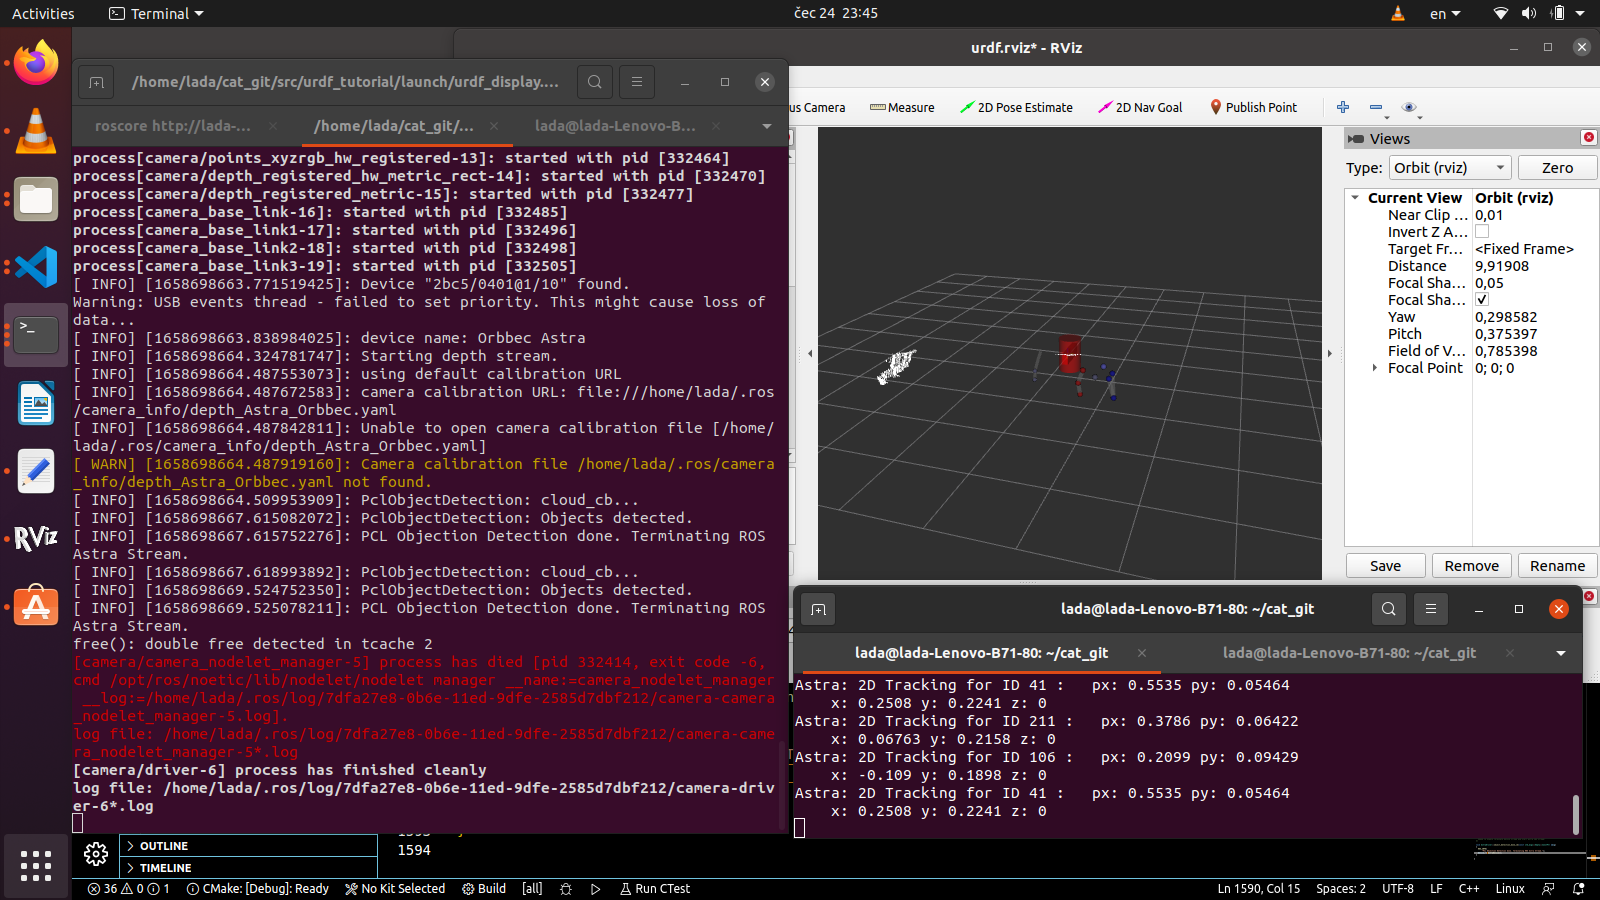 Activities
Terminal
čec 24 23:45
en
urdf.rviz* - RViz
/home/lada/cat_git/src/urdf_tutorial/launch/urdf_display....
roscore http://lada-...
/home/lada/cat_git/...
lada@lada-Lenovo-B...
process[camera/points_xyzrgb_hw_registered-13]: started with pid [332464]
process[camera/depth_registered_hw_metric_rect-14]: started with pid [332470]
process[camera/depth_registered_metric-15]: started with pid [332477]
process[camera_base_link-16]: started with pid [332485]
process[camera_base_link1-17]: started with pid [332496]
process[camera_base_link2-18]: started with pid [332498]
process[camera_base_link3-19]: started with pid [332505]
[ INFO] [1658698663.771519425]: Device "2bc5/0401@1/10" found.
Warning: USB events thread - failed to set priority. This might cause loss of
data...
[ INFO] [1658698663.838984025]: device name: Orbbec Astra
[ INFO] [1658698664.324781747]: Starting depth stream.
[ INFO] [1658698664.487553073]: using default calibration URL
[ INFO] [1658698664.487672583]: camera calibration URL: file:///home/lada/.ros
/camera_info/depth_Astra_Orbbec.yaml
[ INFO] [1658698664.487842811]: Unable to open camera calibration file [/home/
lada/.ros/camera_info/depth_Astra_Orbbec.yaml]
[ WARN] [1658698664.487919160]: Camera calibration file /home/lada/.ros/camera
_info/depth_Astra_Orbbec.yaml not found.
[ INFO] [1658698664.509953909]: PclObjectDetection: cloud_cb...
[ INFO] [1658698667.615082072]: PclObjectDetection: Objects detected.
[ INFO] [1658698667.615752276]: PCL Objection Detection done. Terminating ROS
Astra Stream.
[ INFO] [1658698667.618993892]: PclObjectDetection: cloud_cb...
[ INFO] [1658698669.524752350]: PclObjectDetection: Objects detected.
[ INFO] [1658698669.525078211]: PCL Objection Detection done. Terminating ROS
Astra Stream.
free(): double free detected in tcache 2
[camera/camera_nodelet_manager-5] process has died [pid 332414, exit code -6,
cmd /opt/ros/noetic/lib/nodelet/nodelet manager __name:=camera_nodelet_manager
__log:=/home/lada/.ros/log/7dfa27e8-0b6e-11ed-9dfe-2585d7dbf212/camera-camera
_nodelet_manager-5.log].
log file: /home/lada/.ros/log/7dfa27e8-0b6e-11ed-9dfe-2585d7dbf212/camera-came
ra_nodelet_manager-5*.log
[camera/driver-6] process has finished cleanly
log file: /home/lada/.ros/log/7dfa27e8-0b6e-11ed-9dfe-2585d7dbf212/camera-driv
er-6*.log
us Camera
Measure
2D Pose Estimate
2D Nav Goal
Publish Point
Views
Type: Orbit (rviz) Zero
Current View Orbit (rviz)
Near Clip ... 0,01
Invert Z A...
Target Fr... <Fixed Frame>
Distance 9,91908
Focal Sha... 0,05
Focal Sha... ✓
Yaw 0,298582
Pitch 0,375397
Field of V... 0,785398
Focal Point 0; 0; 0
Save Remove Rename
RViz
lada@lada-Lenovo-B71-80: ~/cat_git
lada@lada-Lenovo-B71-80: ~/cat_git
lada@lada-Lenovo-B71-80: ~/cat_git
Astra: 2D Tracking for ID 41 : px: 0.5535 py: 0.05464
x: 0.2508 y: 0.2241 z: 0
Astra: 2D Tracking for ID 211 : px: 0.3786 py: 0.06422
x: 0.06763 y: 0.2158 z: 0
Astra: 2D Tracking for ID 106 : px: 0.2099 py: 0.09429
x: -0.109 y: 0.1898 z: 0
Astra: 2D Tracking for ID 41 : px: 0.5535 py: 0.05464
x: 0.2508 y: 0.2241 z: 0
OUTLINE
TIMELINE
1594
36 0 1 CMake: [Debug]: Ready No Kit Selected Build [all] Run CTest
Ln 1590, Col 15 Spaces: 2 UTF-8 LF C++ Linux